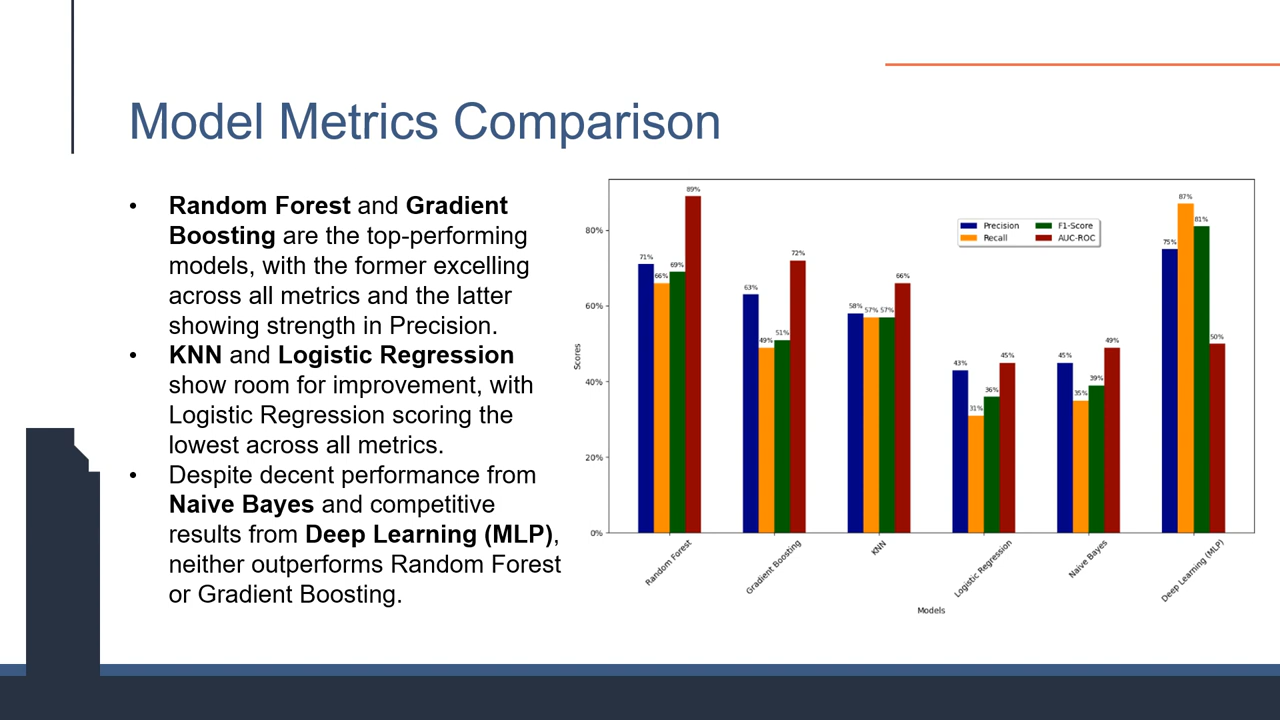 Model Metrics Comparison
• Random Forest and Gradient
Boosting are the top-performing
models, with the former excelling
across all metrics and the latter
showing strength in Precision.
• KNN and Logistic Regression
show room for improvement, with
Logistic Regression scoring the
lowest across all metrics.
• Despite decent performance from
Naive Bayes and competitive
results from Deep Learning (MLP),
neither outperforms Random Forest
or Gradient Boosting.
Precision
Recall
F1-Score
AUC-ROC
Scores
80%
60%
40%
20%
0%
71%
66%
69%
89%
63%
49%
51%
72%
58%
57%
57%
66%
43%
31%
36%
45%
45%
35%
39%
49%
75%
87%
81%
50%
Random Forest
Gradient Boosting
KNN
Logistic Regression
Naive Bayes
Deep Learning (MLP)
Models